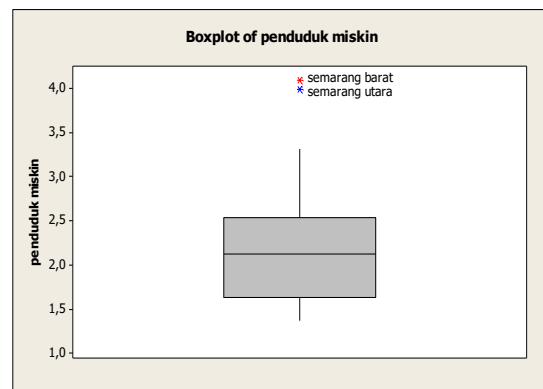 Boxplot of penduduk miskin
4,0
3,5
3,0
2,5
2,0
1,5
1,0
penduduk miskin
semarang barat
semarang utara